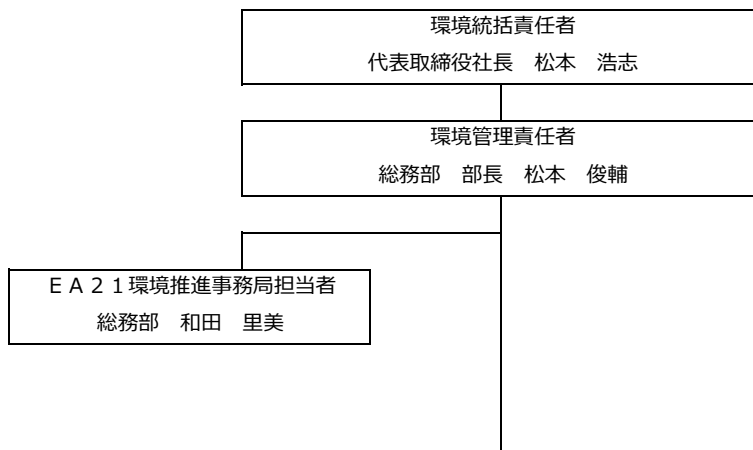 環境統括責任者
代表取締役社長　松本　浩志
環境管理責任者
総務部　部長　松本　俊輔
ＥＡ２１環境推進事務局担当者
総務部　和田　里美